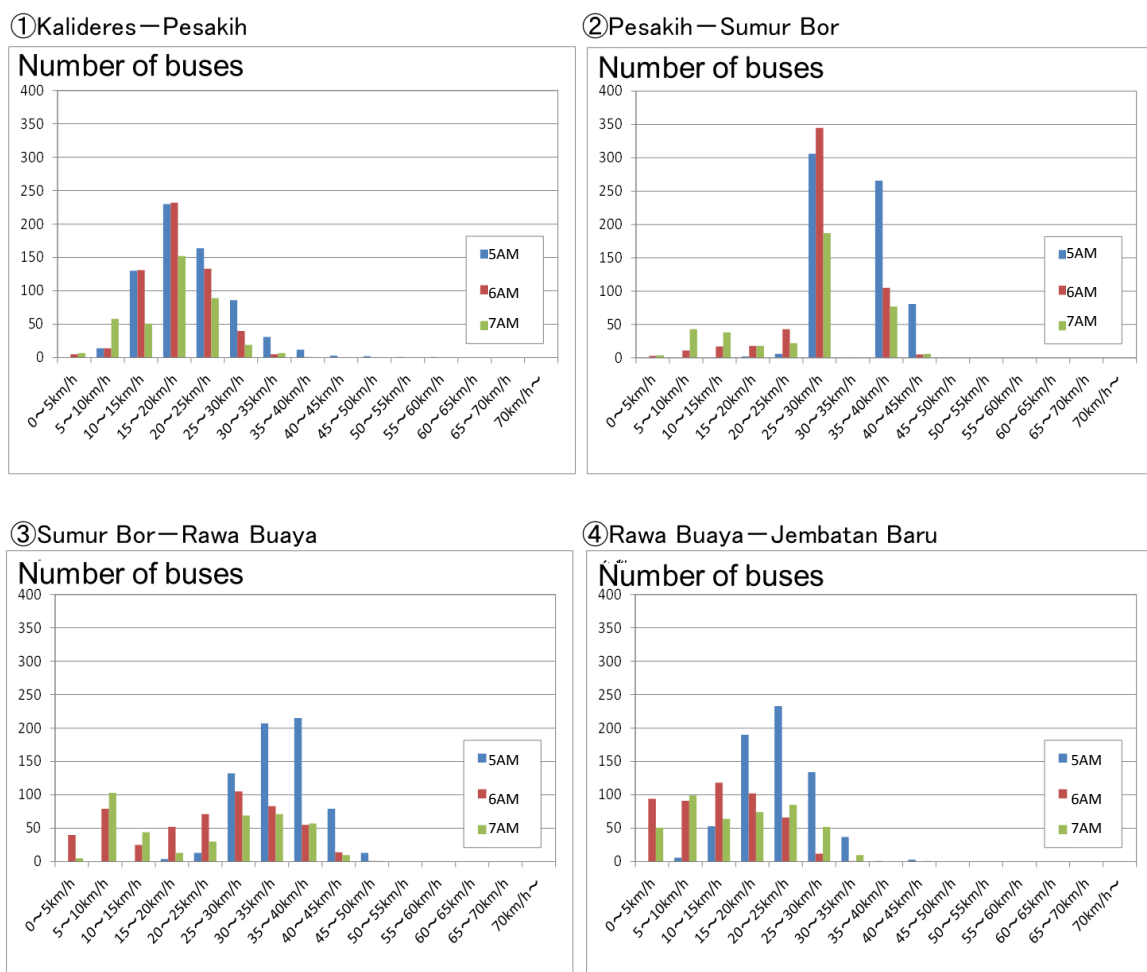 ①Kalideres－Pesakih
Number of buses
400
350
300
250
200
150
100
50
0
5AM
6AM
7AM
0～5km/h
5～10km/h
10～15km/h
15～20km/h
20～25km/h
25～30km/h
30～35km/h
35～40km/h
40～45km/h
45～50km/h
50～55km/h
55～60km/h
60～65km/h
65～70km/h
70km/h～
②Pesakih－Sumur Bor
Number of buses
400
350
300
250
200
150
100
50
0
5AM
6AM
7AM
0～5km/h
5～10km/h
10～15km/h
15～20km/h
20～25km/h
25～30km/h
30～35km/h
35～40km/h
40～45km/h
45～50km/h
50～55km/h
55～60km/h
60～65km/h
65～70km/h
70km/h～
③Sumur Bor－Rawa Buaya
Number of buses
400
350
300
250
200
150
100
50
0
5AM
6AM
7AM
0～5km/h
5～10km/h
10～15km/h
15～20km/h
20～25km/h
25～30km/h
30～35km/h
35～40km/h
40～45km/h
45～50km/h
50～55km/h
55～60km/h
60～65km/h
65～70km/h
70km/h～
④Rawa Buaya－Jembatan Baru
Number of buses
400
350
300
250
200
150
100
50
0
5AM
6AM
7AM
0～5km/h
5～10km/h
10～15km/h
15～20km/h
20～25km/h
25～30km/h
30～35km/h
35～40km/h
40～45km/h
45～50km/h
50～55km/h
55～60km/h
60～65km/h
65～70km/h
70km/h～